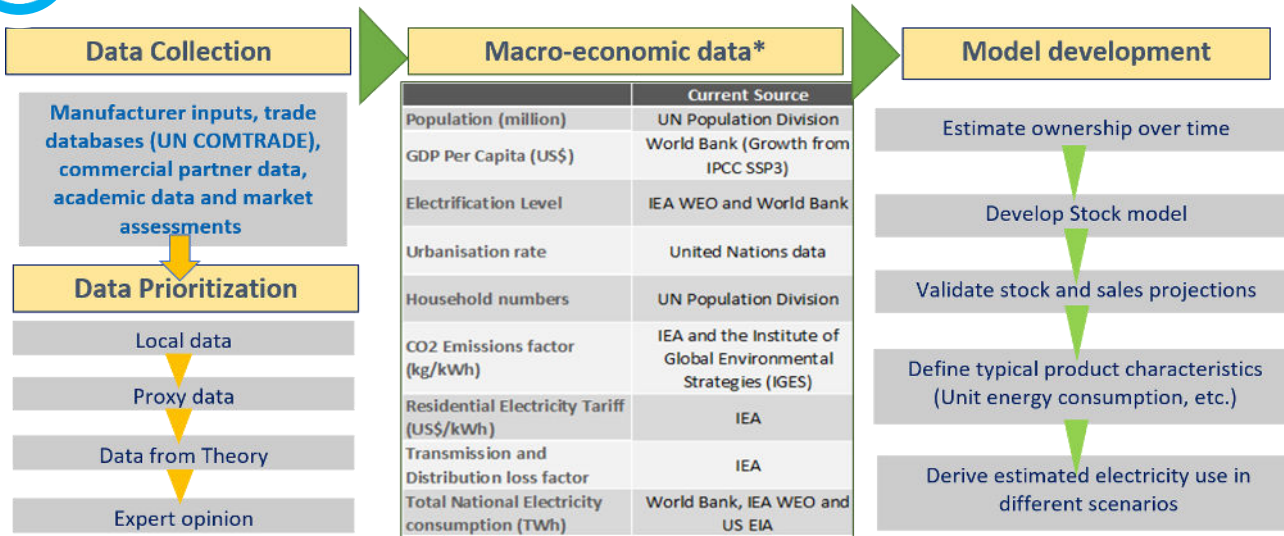 Data Collection
Manufacturer inputs, trade
databases (UN COMTRADE),
commercial partner data,
academic data and market
assessments
Data Prioritization
Local data
Proxy data
Data from Theory
Expert opinion
Macro-economic data*
Current Source
Population (million) UN Population Division
GDP Per Capita (US$) World Bank (Growth from
IPCC SSP3)
Electrification Level IEA WEO and World Bank
Urbanisation rate United Nations data
Household numbers UN Population Division
CO2 Emissions factor
(kg/kWh)
IEA and the Institute of
Global Environmental
Strategies (IGES)
Residential Electricity Tariff
(US$/kWh)
IEA
Transmission and
Distribution loss factor
IEA
Total National Electricity
consumption (TWh)
World Bank, IEA WEO and
US EIA
Model development
Estimate ownership over time
Develop Stock model
Validate stock and sales projections
Define typical product characteristics
(Unit energy consumption, etc.)
Derive estimated electricity use in
different scenarios